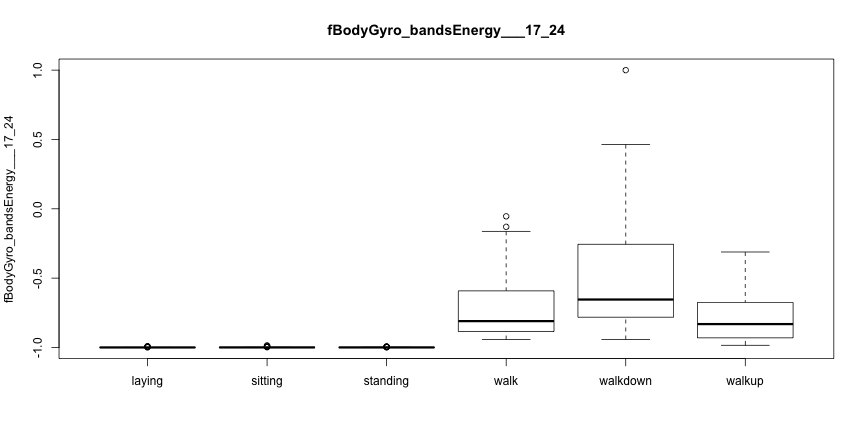 fBodyGyro_bandsEnergy___17_24
fBodyGyro_bandsEnergy___17_24
1.0
0.5
0.0
-0.5
-1.0
laying sitting standing walk walkdown walkup